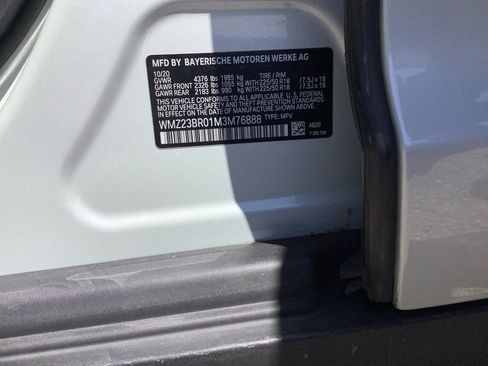 MFD BY BAYERISCHE MOTOREN WERKE AG
10/20
GVWR 4376 lbs 1985 kg TIRE / RIM
GAWR FRONT 2326 lbs 1055 kg WITH 225/50 R18 /7.5J x 18
GAWR REAR 2183 lbs 990 kg WITH 225/50 R18 /7.5J x 18
THIS VEHICLE CONFORMS TO ALL APPLICABLE U.S. FEDERAL
MOTOR VEHICLE SAFETY, BUMPER AND
THEFT PREVENTION STANDARDS IN EFFECT ON THE
DATE OF MANUFACTURE SHOWN ABOVE.
WMZ23BR01M3M76888 TYPE: MPV